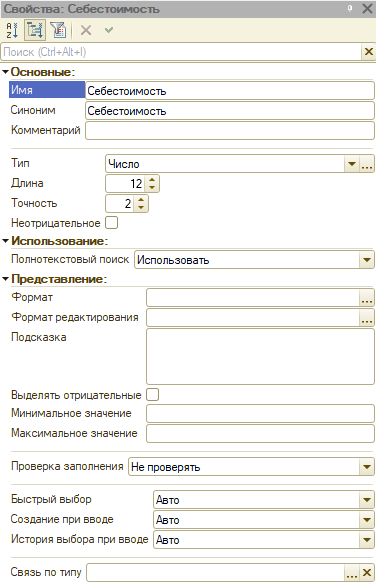 Свойства: Себестоимость
Поиск (Ctrl+Alt+I)
Основные:
Имя Себестоимость
Синоним Себестоимость
Комментарий
Тип Число
Длина 12
Точность 2
Неотрицательное
Использование:
Полнотекстовый поиск Использовать
Представление:
Формат
Формат редактирования
Подсказка
Выделять отрицательные
Минимальное значение
Максимальное значение
Проверка заполнения Не проверять
Быстрый выбор Авто
Создание при вводе Авто
История выбора при вводе Авто
Связь по типу